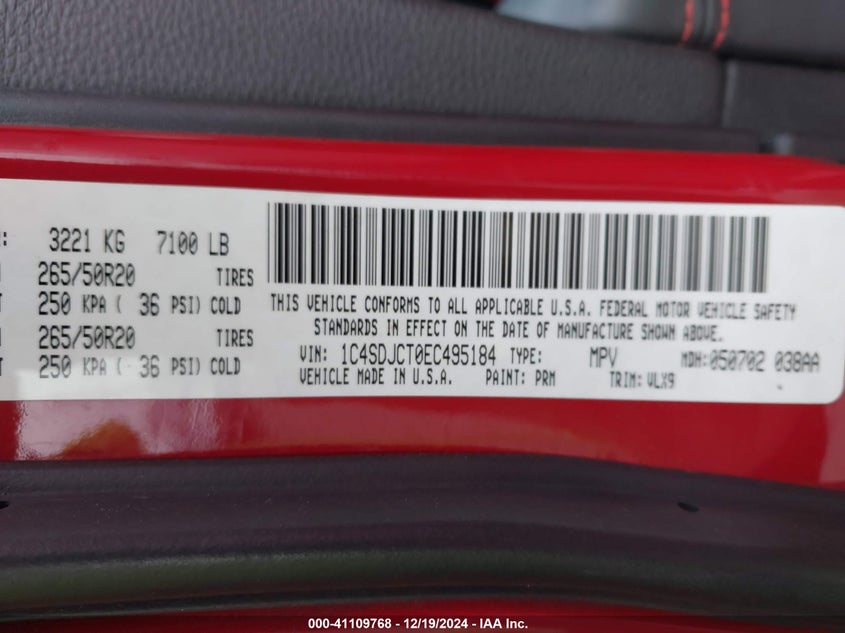 : 3221 KG 7100 LB
265/50R20 TIRES
250 KPA ( 36 PSI) COLD
265/50R20 TIRES
250 KPA ( 36 PSI) COLD
THIS VEHICLE CONFORMS TO ALL APPLICABLE U.S.A. FEDERAL MOTOR VEHICLE SAFETY
STANDARDS IN EFFECT ON THE DATE OF MANUFACTURE SHOWN ABOVE.
VIN: 1C4SDJCT0EC495184 TYPE: MPV MDH:050702 038AA
VEHICLE MADE IN U.S.A. PAINT: PRM TRIM: VLX9
000-41109768 - 12/19/2024 - IAA Inc.